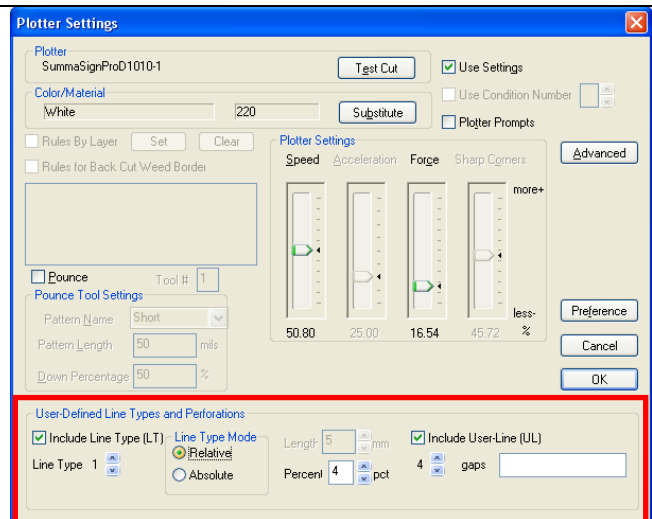 Plotter Settings
Plotter
SummaSignProD1010-1
Test Cut
Use Settings
Use Condition Number
Color/Material
White 220
Substitute
Plotter Prompts
Rules By Layer Set Clear
Rules for Back Cut Weed Border
Plotter Settings
Speed Acceleration Force Sharp Corners
more+
less-
50.80 25.00 16.54 45.72 %
Advanced
Pounce Tool # 1
Pounce Tool Settings
Pattern Name Short
Pattern Length 50 mils
Down Percentage 50 %
Preference
Cancel
OK
User-Defined Line Types and Perforations
Include Line Type (LT)
Line Type 1
Line Type Mode
Relative
Absolute
Length 5 mm
Percent 4 pct
Include User-Line (UL)
4 gaps